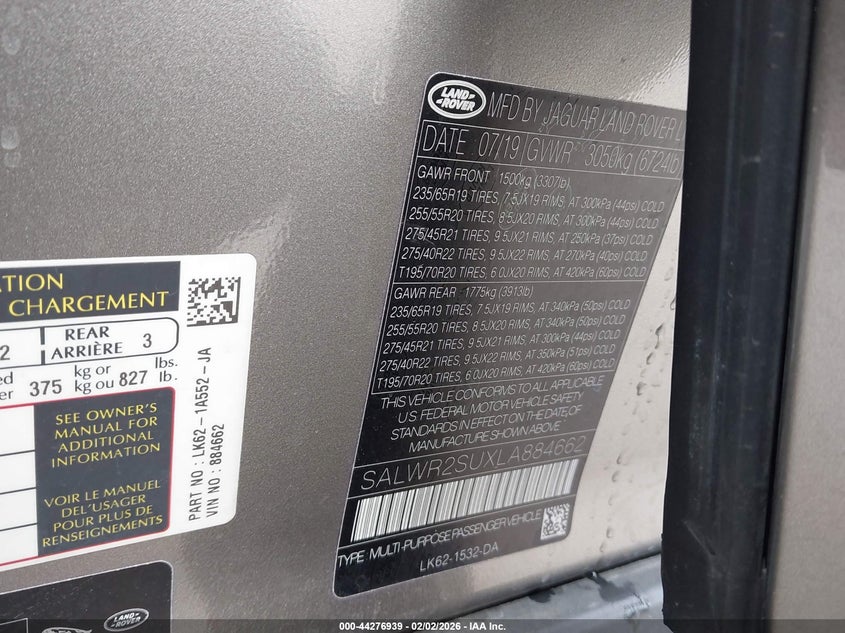 ATION
CHARGEMENT
2 REAR ARRIÈRE 3
375 kg or kg ou 827 lbs. lb.
SEE OWNER'S
MANUAL FOR
ADDITIONAL
INFORMATION
VOIR LE MANUEL
DEL'USAGER
POUR PLUS DE
RENSEIGNEMENTS
PART NO : LK62 - 1A552 - JA
VIN NO : 884662
LAND ROVER
LAND-
-ROVER
MFD BY JAGUAR LAND ROVER L
DATE 07/19 GVWR 3050kg (6724lb
GAWR FRONT 1500kg (3307lb)
235/65R19 TIRES, 7.5JX19 RIMS, AT 300kPa (44psi) COLD
255/55R20 TIRES, 8.5JX20 RIMS, AT 300kPa (44psi) COLD
275/45R21 TIRES, 9.5JX21 RIMS, AT 250kPa (37psi) COLD
275/40R22 TIRES, 9.5JX22 RIMS, AT 270kPa (40psi) COLD
T195/70R20 TIRES, 6.0JX20 RIMS, AT 420kPa (60psi) COLD
GAWR REAR 1775kg (3913lb)
235/65R19 TIRES, 7.5JX19 RIMS, AT 340kPa (50psi) COLD
255/55R20 TIRES, 8.5JX20 RIMS, AT 340kPa (50psi) COLD
275/45R21 TIRES, 9.5JX21 RIMS, AT 300kPa (44psi) COLD
275/40R22 TIRES, 9.5JX22 RIMS, AT 350kPa (51psi) COLD
T195/70R20 TIRES, 6.0JX20 RIMS, AT 420kPa (60psi) COLD
THIS VEHICLE CONFORMS TO ALL APPLICABLE
U.S. FEDERAL MOTOR VEHICLE SAFETY
STANDARDS IN EFFECT ON THE DATE OF
MANUFACTURE SHOWN ABOVE
SALWR2SUXLA884662
TYPE MULTI-PURPOSE PASSENGER VEHICLE
LK62-1532-DA
000-44276939 - 02/02/2026 - IAA Inc.